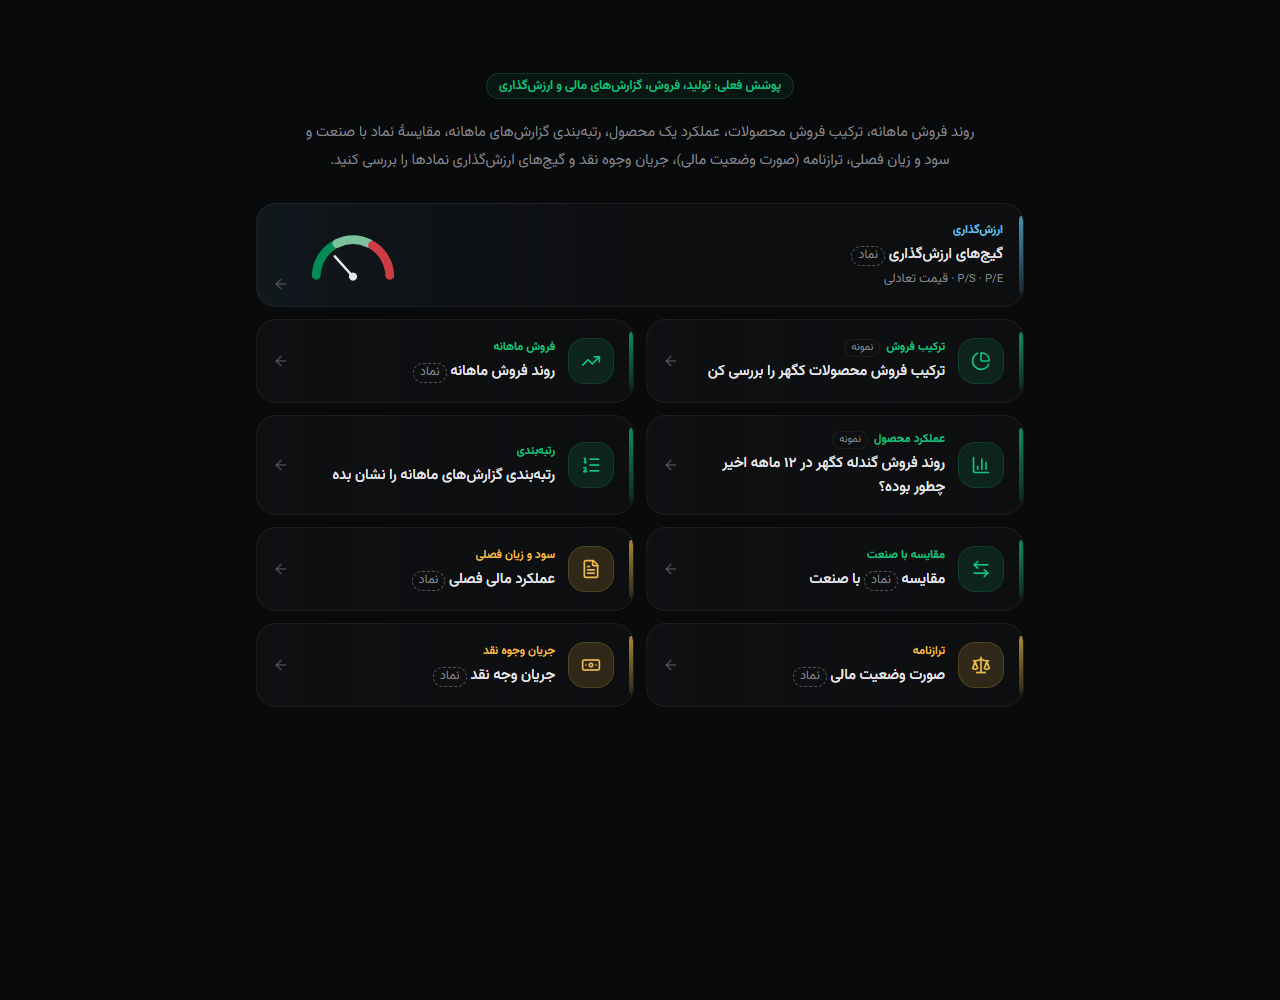 پوشش فعلی: تولید، فروش، گزارش‌های مالی و ارزش‌گذاری
روند فروش ماهانه، ترکیب فروش محصولات، عملکرد یک محصول، رتبه‌بندی گزارش‌های ماهانه، مقایسهٔ نماد با صنعت و
سود و زیان فصلی، ترازنامه (صورت وضعیت مالی)، جریان وجوه نقد و گیج‌های ارزش‌گذاری نمادها را بررسی کنید.
ارزش‌گذاری
گیج‌های ارزش‌گذاری نماد
P/S · P/E · قیمت تعادلی
ترکیب فروش نمونه
ترکیب فروش محصولات کگهر را بررسی کن
فروش ماهانه
روند فروش ماهانه نماد
عملکرد محصول نمونه
روند فروش گندله کگهر در ۱۲ ماهه اخیر
چطور بوده؟
رتبه‌بندی
رتبه‌بندی گزارش‌های ماهانه را نشان بده
مقایسه با صنعت
مقایسه نماد با صنعت
سود و زیان فصلی
عملکرد مالی فصلی نماد
ترازنامه
صورت وضعیت مالی نماد
جریان وجوه نقد
جریان وجه نقد نماد